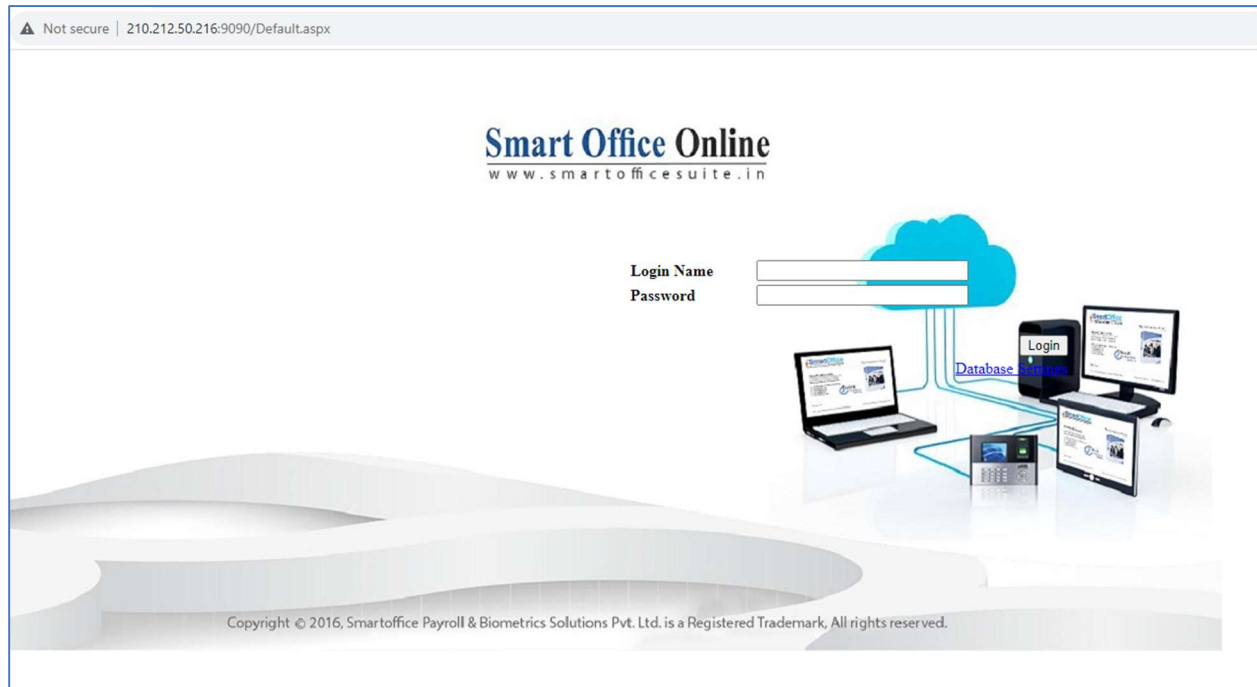 Not secure | 210.212.50.216:9090/Default.aspx
Smart Office Online
www.smartofficesuite.in
Login Name
Password
Login
Database Settings
Copyright © 2016, Smartoffice Payroll & Biometrics Solutions Pvt. Ltd. is a Registered Trademark, All rights reserved.